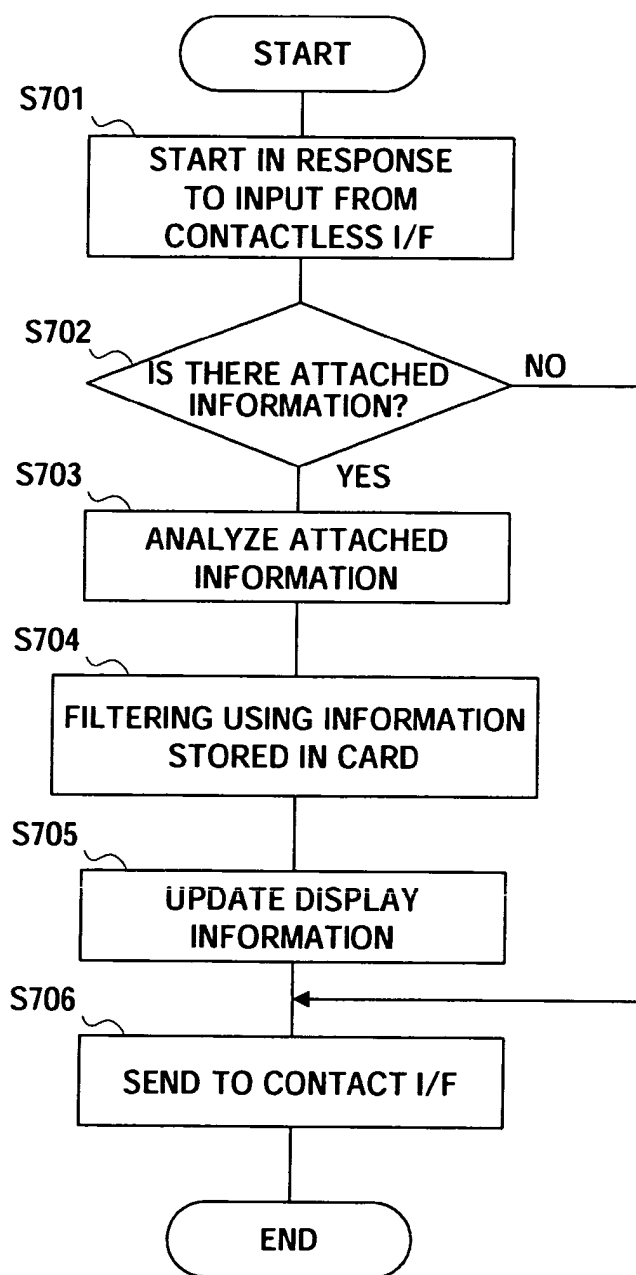 START
S701
START IN RESPONSE
TO INPUT FROM
CONTACTLESS I/F
S702
IS THERE ATTACHED
INFORMATION?
NO
YES
S703
ANALYZE ATTACHED
INFORMATION
S704
FILTERING USING INFORMATION
STORED IN CARD
S705
UPDATE DISPLAY
INFORMATION
S706
SEND TO CONTACT I/F
END